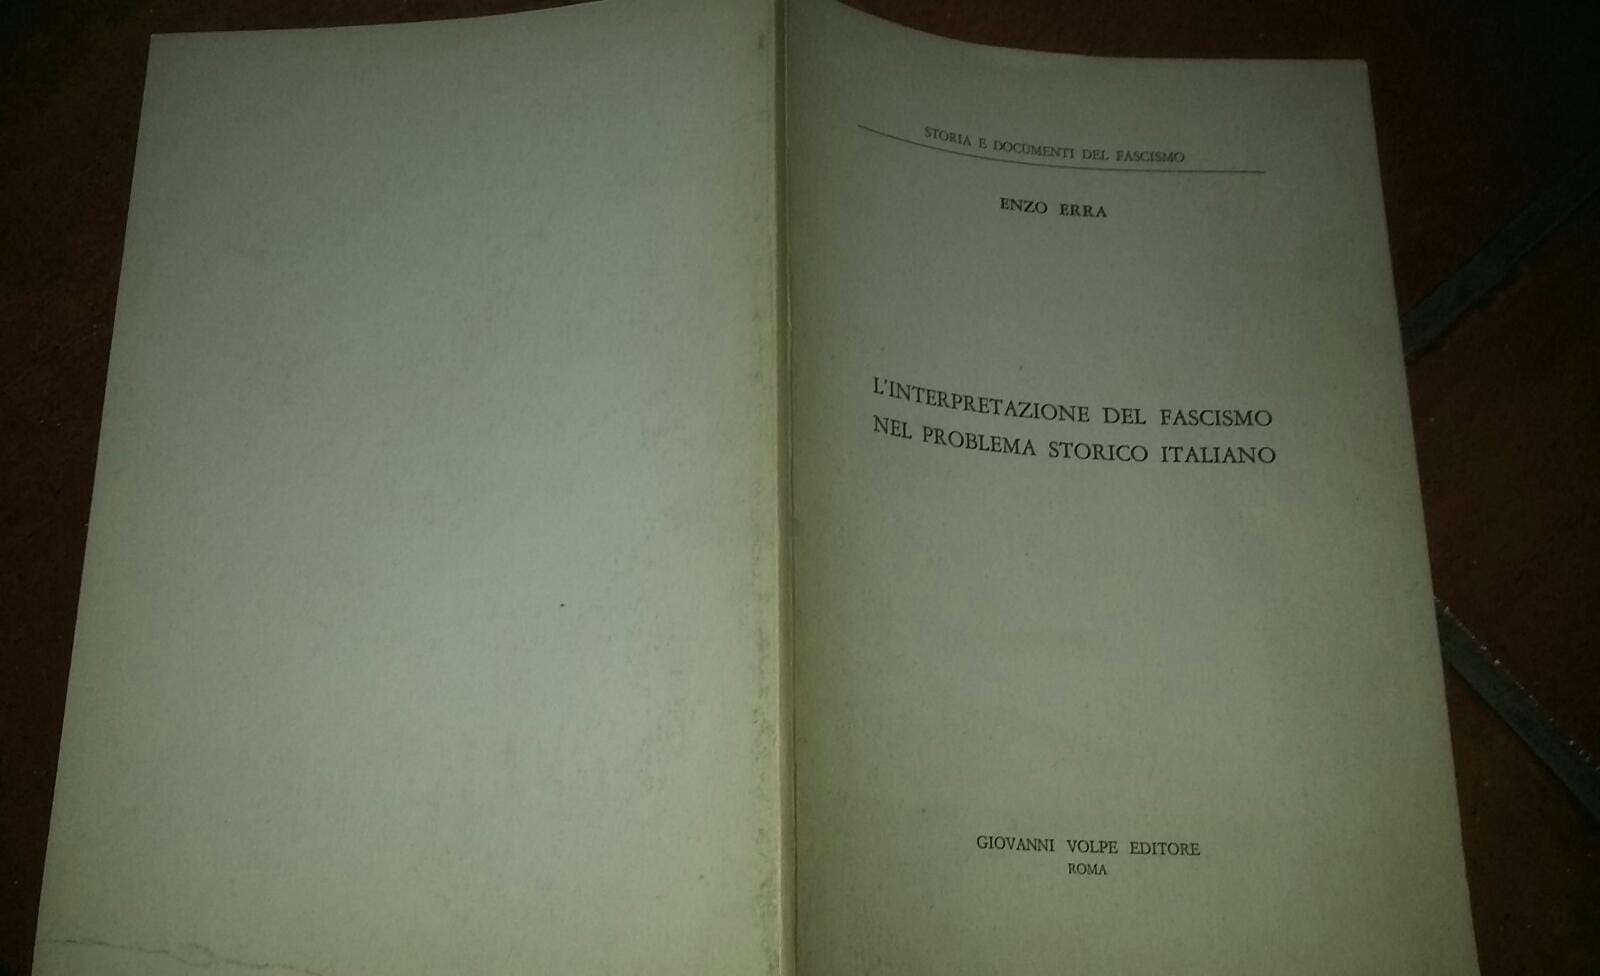 STORIA E DOCUMENTI DEL FASCISMO
ENZO ERRA
L'INTERPRETAZIONE DEL FASCISMO
NEL PROBLEMA STORICO ITALIANO
GIOVANNI VOLPE EDITORE
ROMA